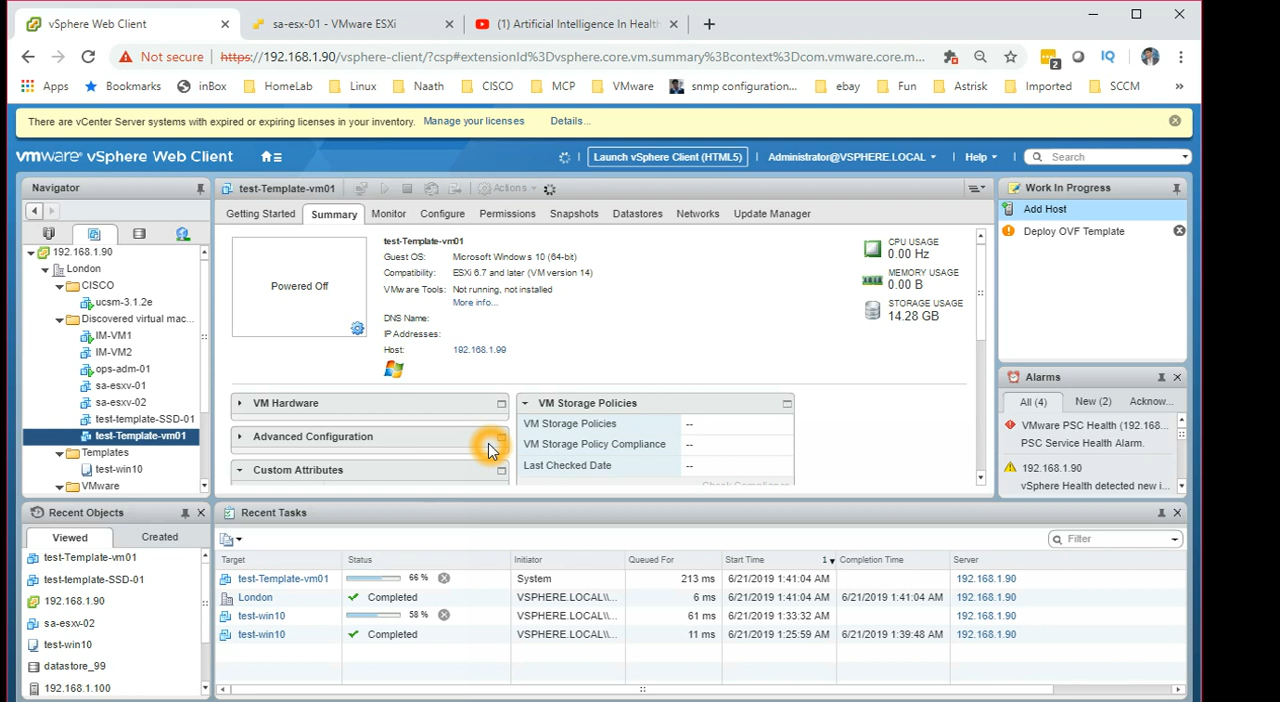 vSphere Web Client
sa-esx-01 - VMware ESXi
(1) Artificial Intelligence In Health
Not secure
https://192.168.1.90/vsphere-client/?csp#extensionId%3Dvsphere.core.vm.summary%3Bcontext%3Dcom.vmware.core.m...
2
IQ
Apps
Bookmarks
inBox
HomeLab
Linux
Naath
CISCO
MCP
VMware
snmp configuration...
ebay
Fun
Astrisk
Imported
SCCM
»
There are vCenter Server systems with expired or expiring licenses in your inventory.
Manage your licenses
Details...
vmware® vSphere Web Client
Launch vSphere Client (HTML5)
Administrator@VSPHERE.LOCAL
Help
Search
Navigator
192.168.1.90
London
CISCO
ucsm-3.1.2e
Discovered virtual mac...
IM-VM1
IM-VM2
ops-adm-01
sa-esxv-01
sa-esxv-02
test-template-SSD-01
test-Template-vm01
Templates
test-win10
VMware
test-Template-vm01
Actions
Getting Started
Summary
Monitor
Configure
Permissions
Snapshots
Datastores
Networks
Update Manager
Powered Off
test-Template-vm01
Guest OS: Microsoft Windows 10 (64-bit)
Compatibility: ESXi 6.7 and later (VM version 14)
VMware Tools: Not running, not installed
More info...
DNS Name:
IP Addresses:
Host: 192.168.1.99
CPU USAGE
0.00 Hz
MEMORY USAGE
0.00 B
STORAGE USAGE
14.28 GB
VM Hardware
Advanced Configuration
Custom Attributes
VM Storage Policies
VM Storage Policies --
VM Storage Policy Compliance --
Last Checked Date --
Check Compliance
Work In Progress
Add Host
Deploy OVF Template
Alarms
All (4)
New (2)
Acknow...
VMware PSC Health (192.168...
PSC Service Health Alarm.
192.168.1.90
vSphere Health detected new i...
Recent Objects
Viewed
Created
test-Template-vm01
test-template-SSD-01
192.168.1.90
sa-esxv-02
test-win10
datastore_99
192.168.1.100
Recent Tasks
Filter
Target Status Initiator Queued For Start Time 1 Completion Time Server
test-Template-vm01 66 % System 213 ms 6/21/2019 1:41:04 AM 192.168.1.90
London Completed VSPHERE.LOCAL\\... 6 ms 6/21/2019 1:41:04 AM 6/21/2019 1:41:04 AM 192.168.1.90
test-win10 58 % VSPHERE.LOCAL\\... 61 ms 6/21/2019 1:33:32 AM 192.168.1.90
test-win10 Completed VSPHERE.LOCAL\\... 11 ms 6/21/2019 1:25:59 AM 6/21/2019 1:39:48 AM 192.168.1.90